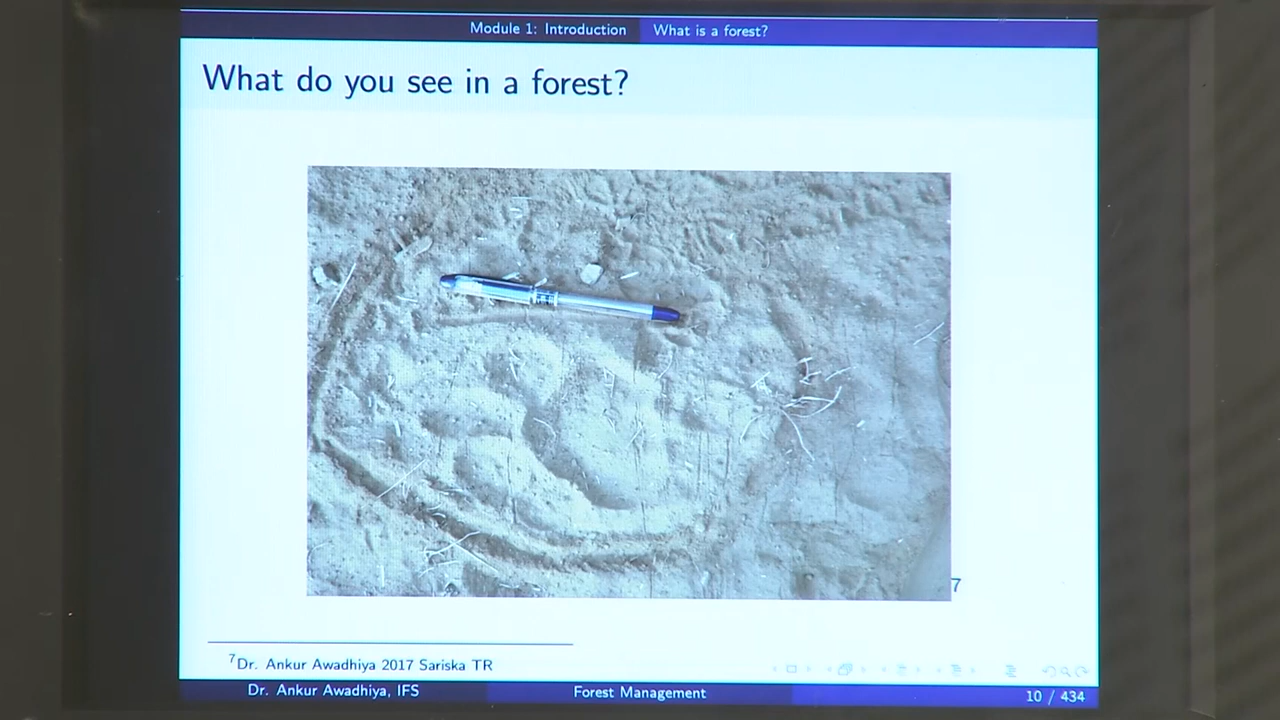 Module 1: Introduction
What is a forest?
What do you see in a forest?
7
7Dr. Ankur Awadhiya 2017 Sariska TR
Dr. Ankur Awadhiya, IFS
Forest Management
10 / 434